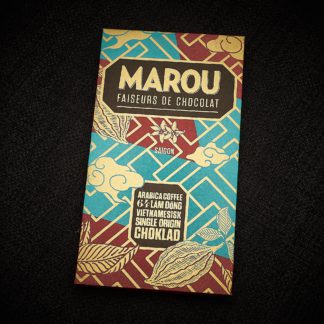 MAROU
FAISEURS DE CHOCOLAT
SAIGON
ARABICA COFFEE
64 LAM DONG
VIETNAMESISK
SINGLE ORIGIN
CHOKLAD